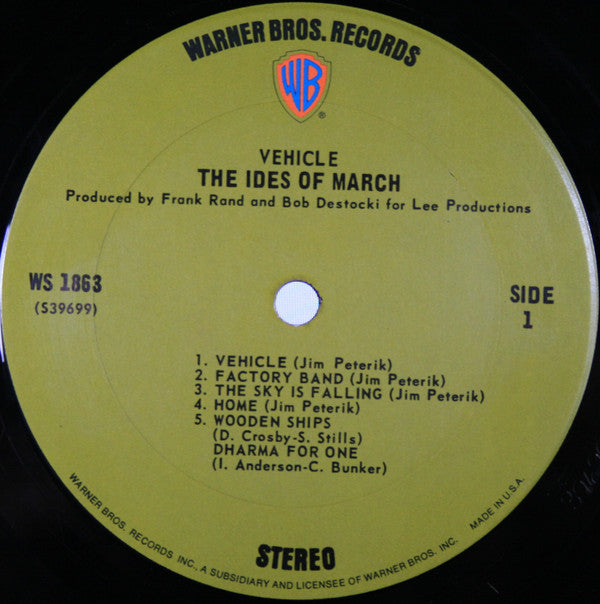 WARNER BROS. RECORDS
WB
®
VEHICLE
THE IDES OF MARCH
Produced by Frank Rand and Bob Destocki for Lee Productions
WS 1863
(S39699)
SIDE
1
1. VEHICLE (Jim Peterik)
2. FACTORY BAND (Jim Peterik)
3. THE SKY IS FALLING (Jim Peterik)
4. HOME (Jim Peterik)
5. WOODEN SHIPS
(D. Crosby-S. Stills)
DHARMA FOR ONE
(I. Anderson-C. Bunker)
STEREO
WARNER BROS. RECORDS INC., A SUBSIDIARY AND LICENSEE OF WARNER BROS. INC. MADE IN U.S.A.